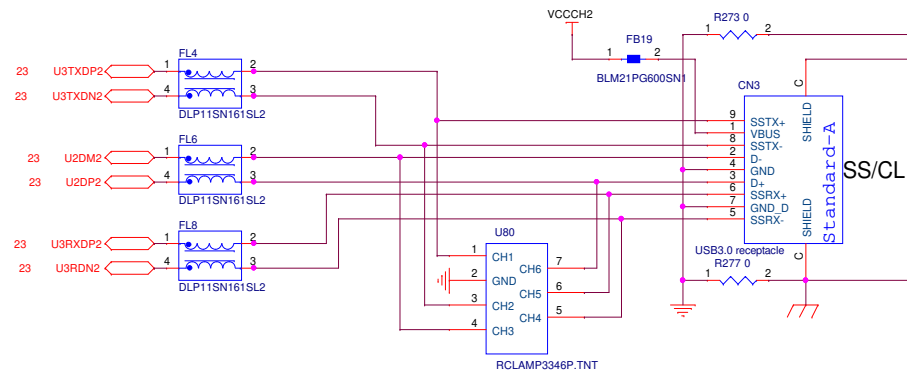 VCCCH2
R273 0
1 2
FB19
1 2
BLM21PG600SN1
FL4
23 U3TXDP2 1 2
23 U3TXDN2 4 3
DLP11SN161SL2
CN3
C
SHIELD
9 SSTX+
1 VBUS
8 SSTX-
2 D-
4 GND
3 D+
6 SSRX+
7 GND_D
5 SSRX-
SHIELD
C
Standard-A
SS/CL
USB3.0 receptacle
FL6
23 U2DM2 1 2
23 U2DP2 4 3
DLP11SN161SL2
FL8
23 U3RXDP2 1 2
23 U3RDN2 4 3
DLP11SN161SL2
R277 0
1 2
U80
1 CH1
2 GND
3 CH2
4 CH3
CH6 7
CH5 6
CH4 5
RCLAMP3346P.TNT